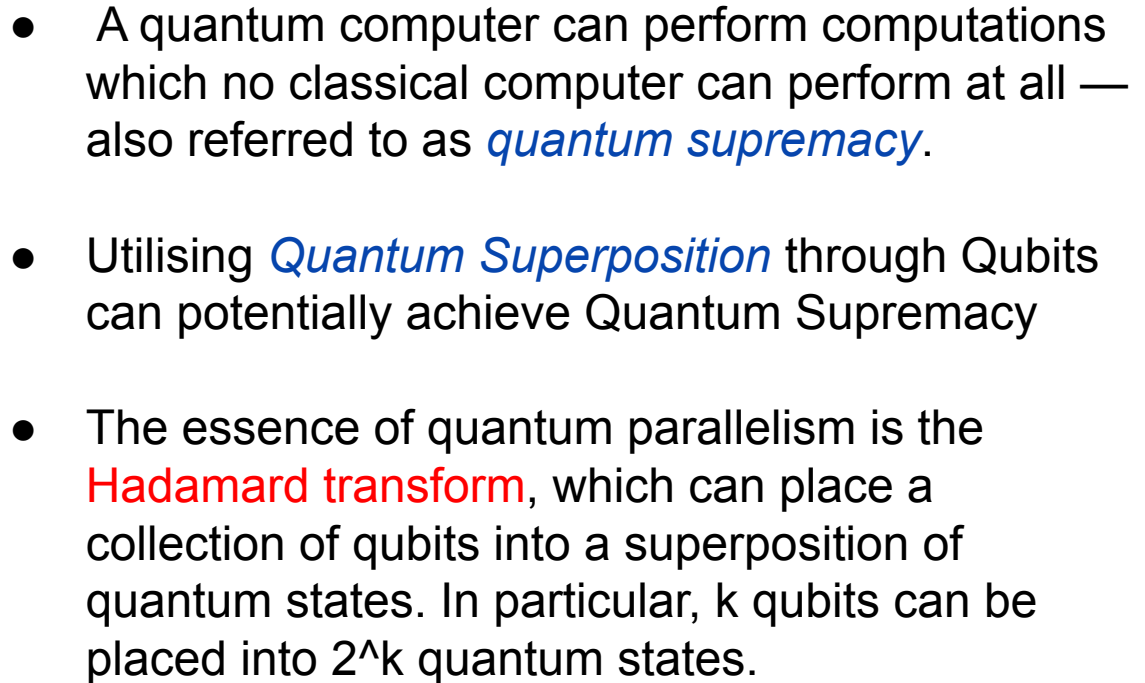 ● A quantum computer can perform computations
which no classical computer can perform at all —
also referred to as quantum supremacy.
● Utilising Quantum Superposition through Qubits
can potentially achieve Quantum Supremacy
● The essence of quantum parallelism is the
Hadamard transform, which can place a
collection of qubits into a superposition of
quantum states. In particular, k qubits can be
placed into 2^k quantum states.